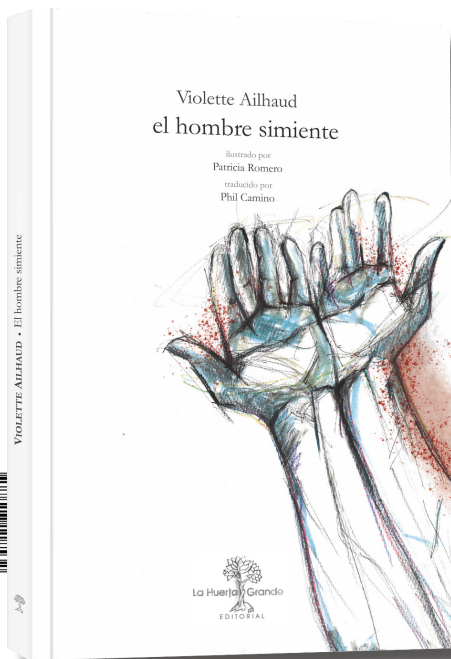 Violette Ailhaud
el hombre simiente
ilustrado por
Patricia Romero
traducido por
Phil Camino
VIOLETTE AILHAUD • El hombre simiente
La Huerta Grande
EDITORIAL